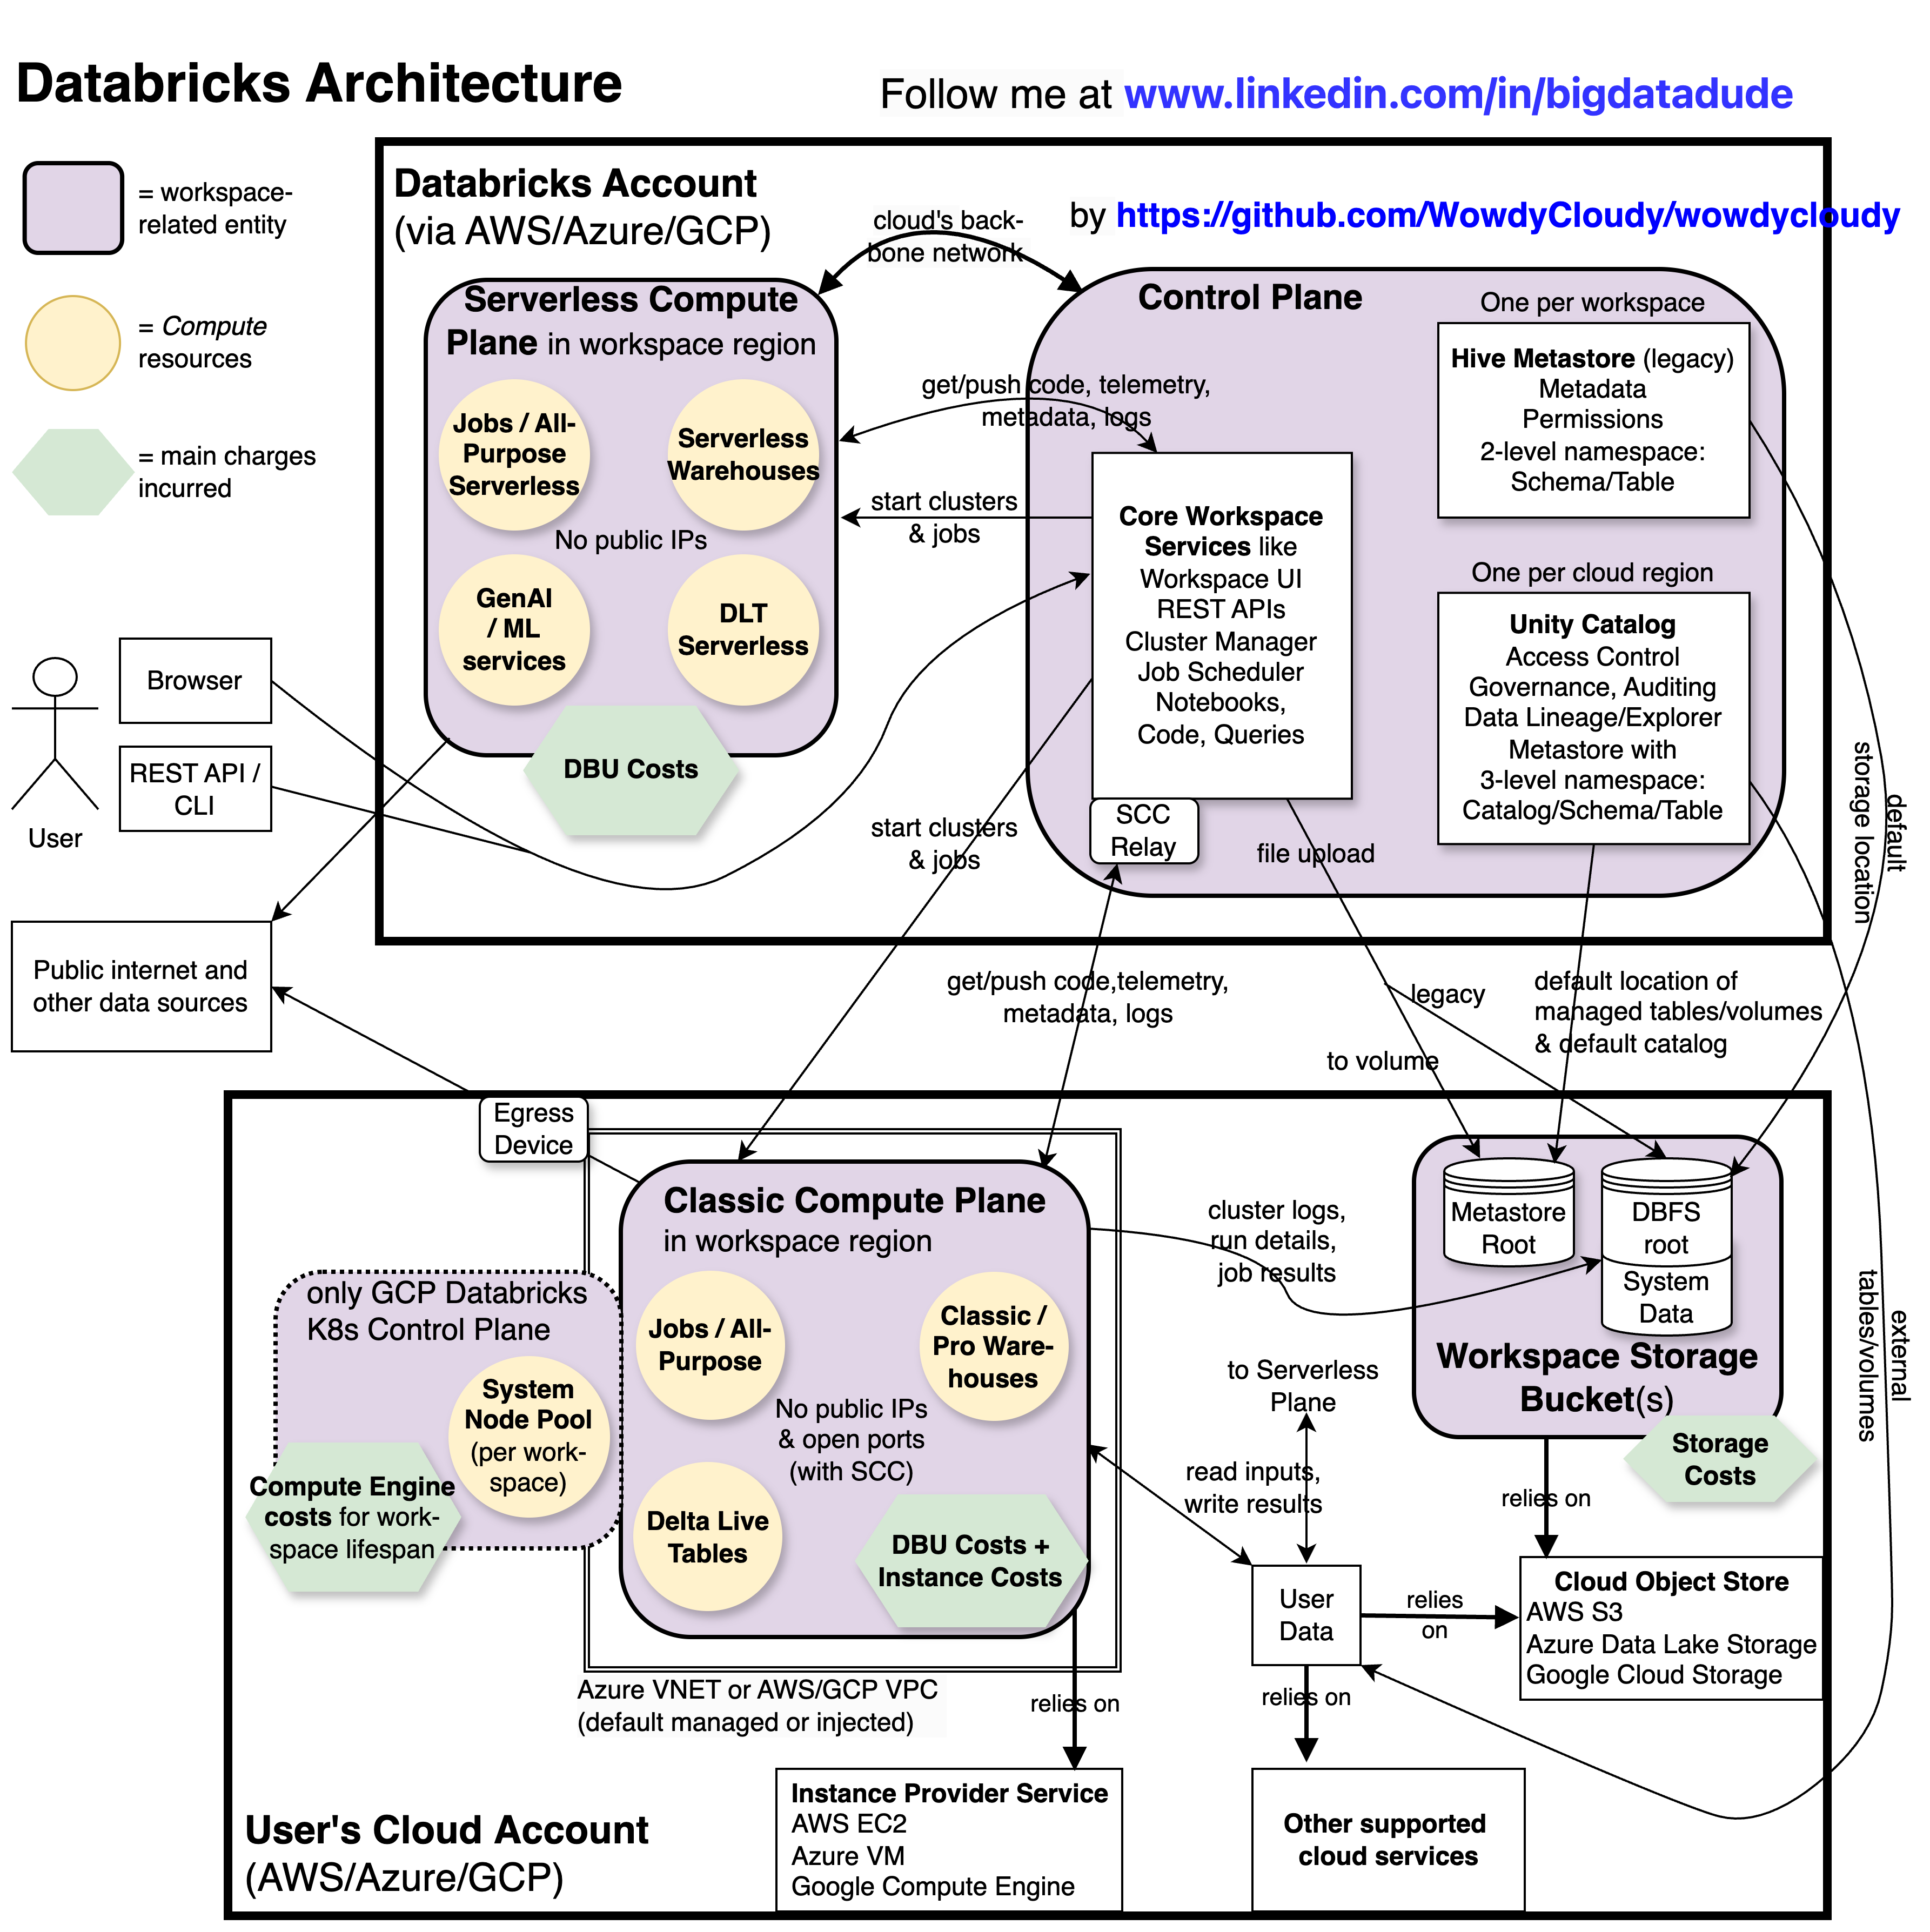 Databricks Architecture
Follow me at www.linkedin.com/in/bigdatadude
= workspace-
related entity
= Compute
resources
= main charges
incurred
Databricks Account
(via AWS/Azure/GCP)
by https://github.com/WowdyCloudy/wowdycloudy
cloud's back-
bone network
Serverless Compute
Plane in workspace region
Jobs / All-
Purpose
Serverless
Serverless
Warehouses
No public IPs
GenAI
/ ML
services
DLT
Serverless
DBU Costs
get/push code, telemetry,
metadata, logs
start clusters
& jobs
Control Plane
One per workspace
Hive Metastore (legacy)
Metadata
Permissions
2-level namespace:
Schema/Table
Core Workspace
Services like
Workspace UI
REST APIs
Cluster Manager
Job Scheduler
Notebooks,
Code, Queries
One per cloud region
Unity Catalog
Access Control
Governance, Auditing
Data Lineage/Explorer
Metastore with
3-level namespace:
Catalog/Schema/Table
SCC
Relay
file upload
start clusters
& jobs
default
storage location
Browser
REST API /
CLI
User
Public internet and
other data sources
get/push code,telemetry,
metadata, logs
legacy
to volume
default location of
managed tables/volumes
& default catalog
Egress
Device
Classic Compute Plane
in workspace region
Jobs / All-
Purpose
Classic /
Pro Ware-
houses
No public IPs
& open ports
(with SCC)
Delta Live
Tables
DBU Costs +
Instance Costs
only GCP Databricks
K8s Control Plane
System
Node Pool
(per work-
space)
Compute Engine
costs for work-
space lifespan
cluster logs,
run details,
job results
Metastore
Root
DBFS
root
System
Data
Workspace Storage
Bucket(s)
Storage
Costs
to Serverless
Plane
read inputs,
write results
relies on
external
tables/volumes
User
Data
relies
on
Cloud Object Store
AWS S3
Azure Data Lake Storage
Google Cloud Storage
Azure VNET or AWS/GCP VPC
(default managed or injected)
relies on
relies on
Instance Provider Service
AWS EC2
Azure VM
Google Compute Engine
Other supported
cloud services
User's Cloud Account
(AWS/Azure/GCP)